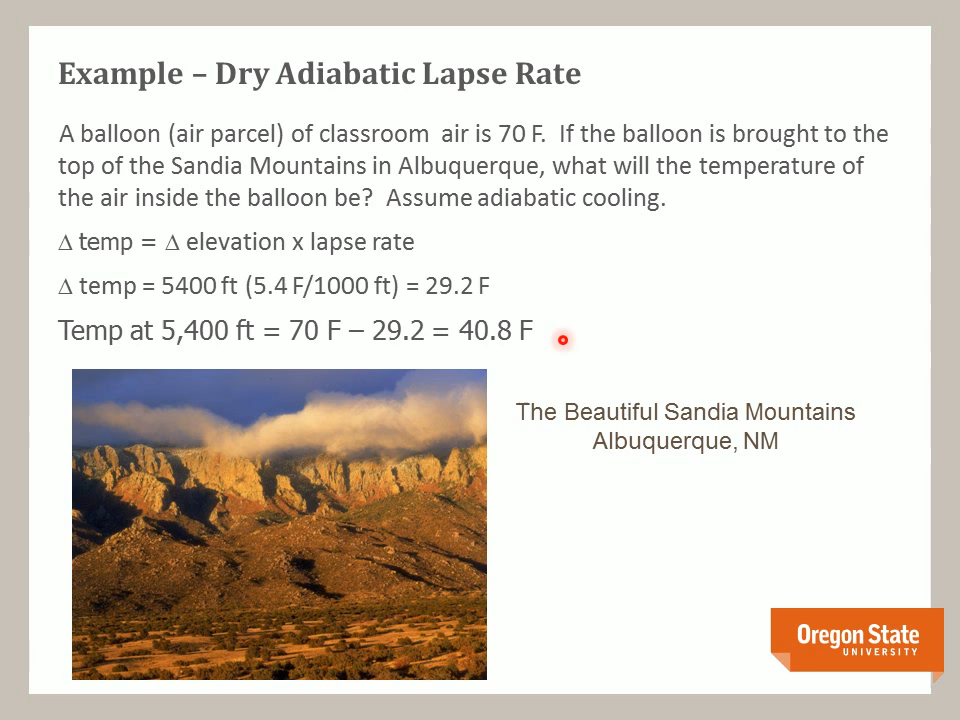 Example – Dry Adiabatic Lapse Rate
A balloon (air parcel) of classroom  air is 70 F.  If the balloon is brought to the
top of the Sandia Mountains in Albuquerque, what will the temperature of
the air inside the balloon be?  Assume adiabatic cooling.
∆ temp = ∆ elevation x lapse rate
∆ temp = 5400 ft (5.4 F/1000 ft) = 29.2 F
Temp at 5,400 ft = 70 F – 29.2 = 40.8 F
The Beautiful Sandia Mountains
Albuquerque, NM
Oregon State
UNIVERSITY